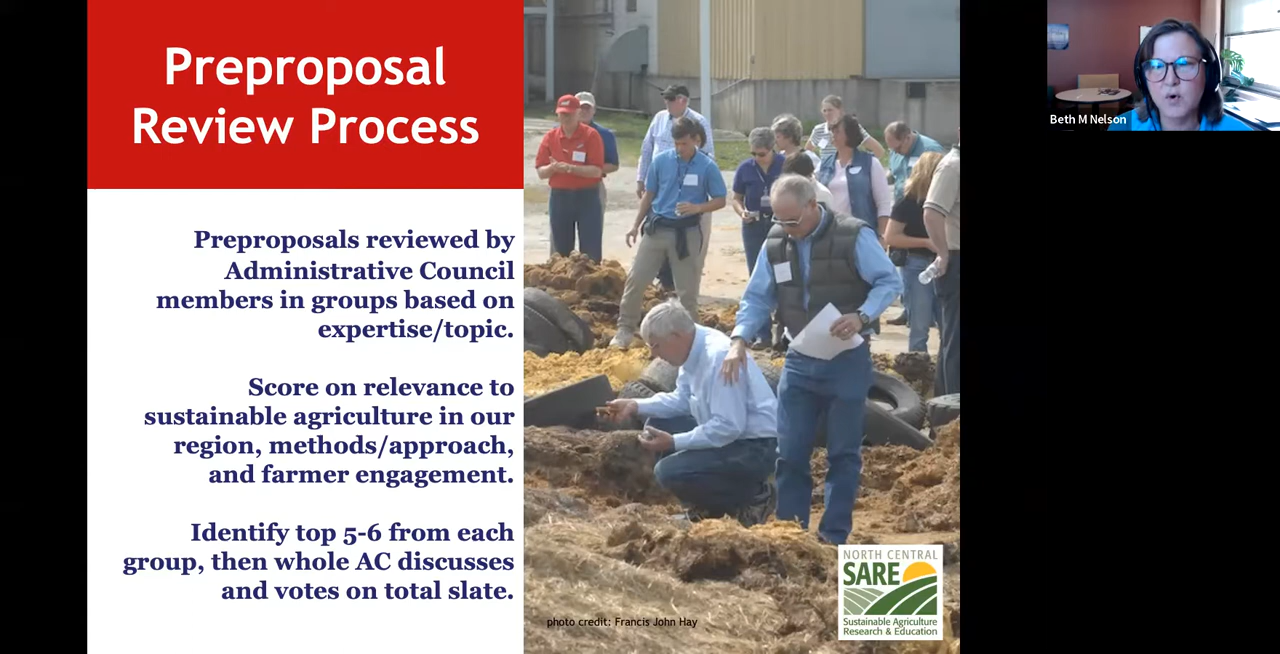 Preproposal
Review Process
Preproposals reviewed by
Administrative Council
members in groups based on
expertise/topic.
Score on relevance to
sustainable agriculture in our
region, methods/approach,
and farmer engagement.
Identify top 5-6 from each
group, then whole AC discusses
and votes on total slate.
photo credit: Francis John Hay
NORTH CENTRAL
SARE
Sustainable Agriculture
Research & Education
Beth M Nelson